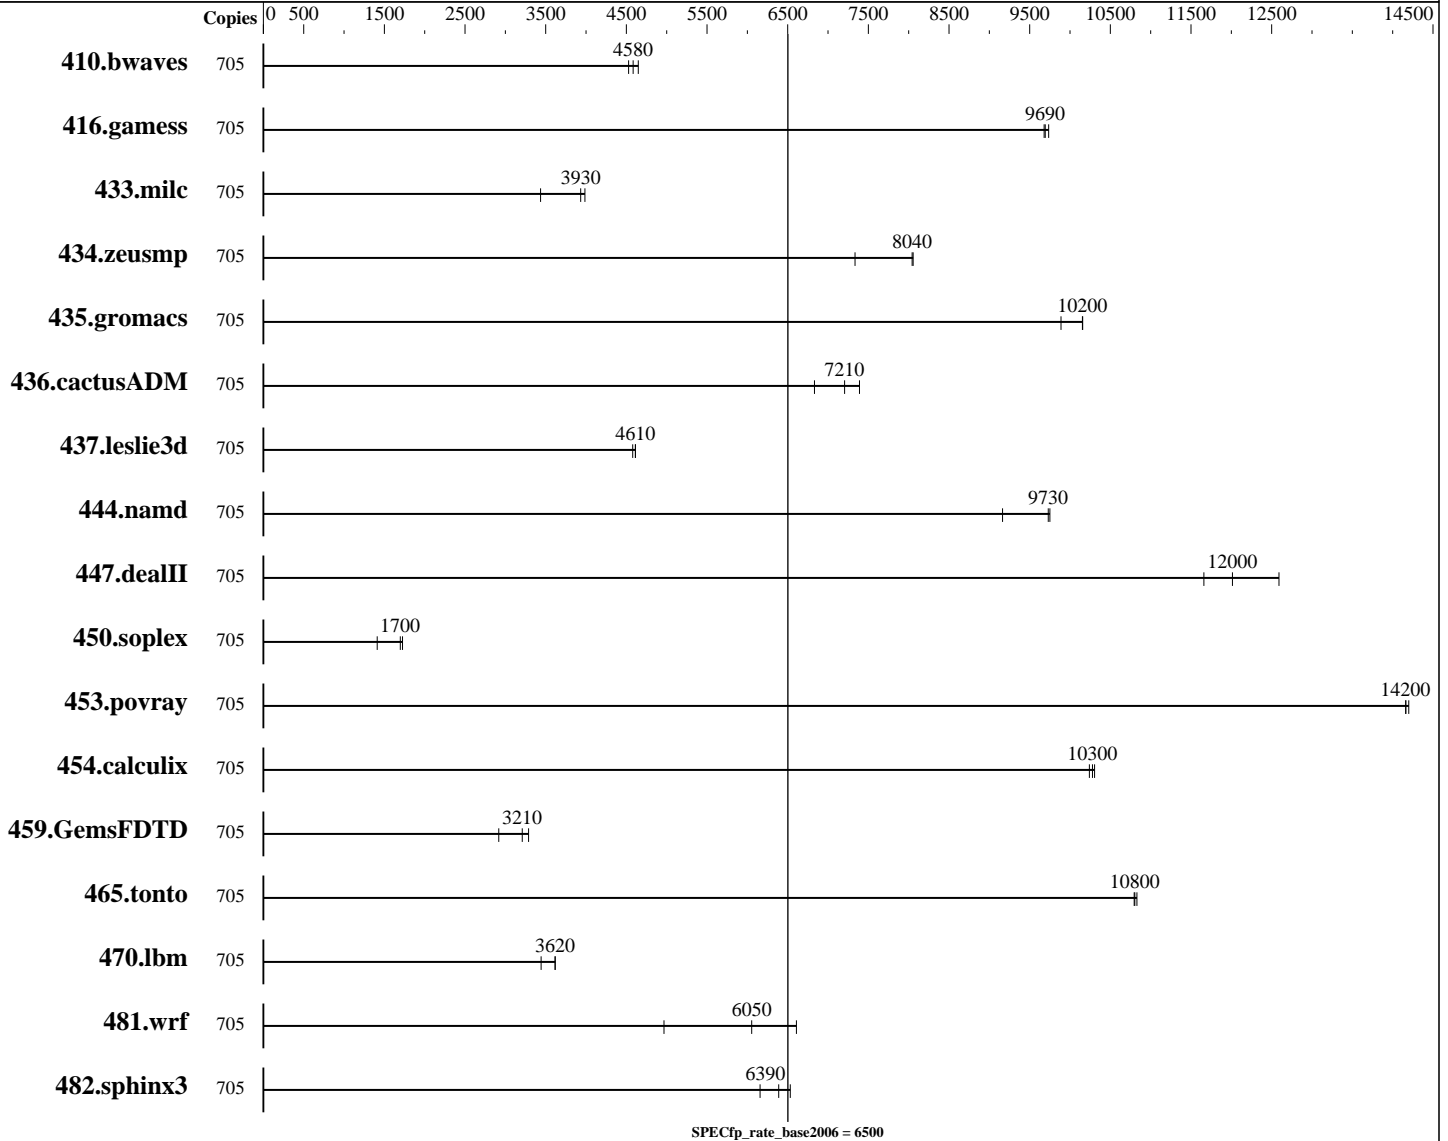 Copies 0 500 1500 2500 3500 4500 5500 6500 7500 8500 9500 10500 11500 12500 14500
410.bwaves 705 4580
416.gamess 705 9690
433.milc 705 3930
434.zeusmp 705 8040
435.gromacs 705 10200
436.cactusADM 705 7210
437.leslie3d 705 4610
444.namd 705 9730
447.dealII 705 12000
450.soplex 705 1700
453.povray 705 14200
454.calculix 705 10300
459.GemsFDTD 705 3210
465.tonto 705 10800
470.lbm 705 3620
481.wrf 705 6050
482.sphinx3 705 6390
SPECfp_rate_base2006 = 6500